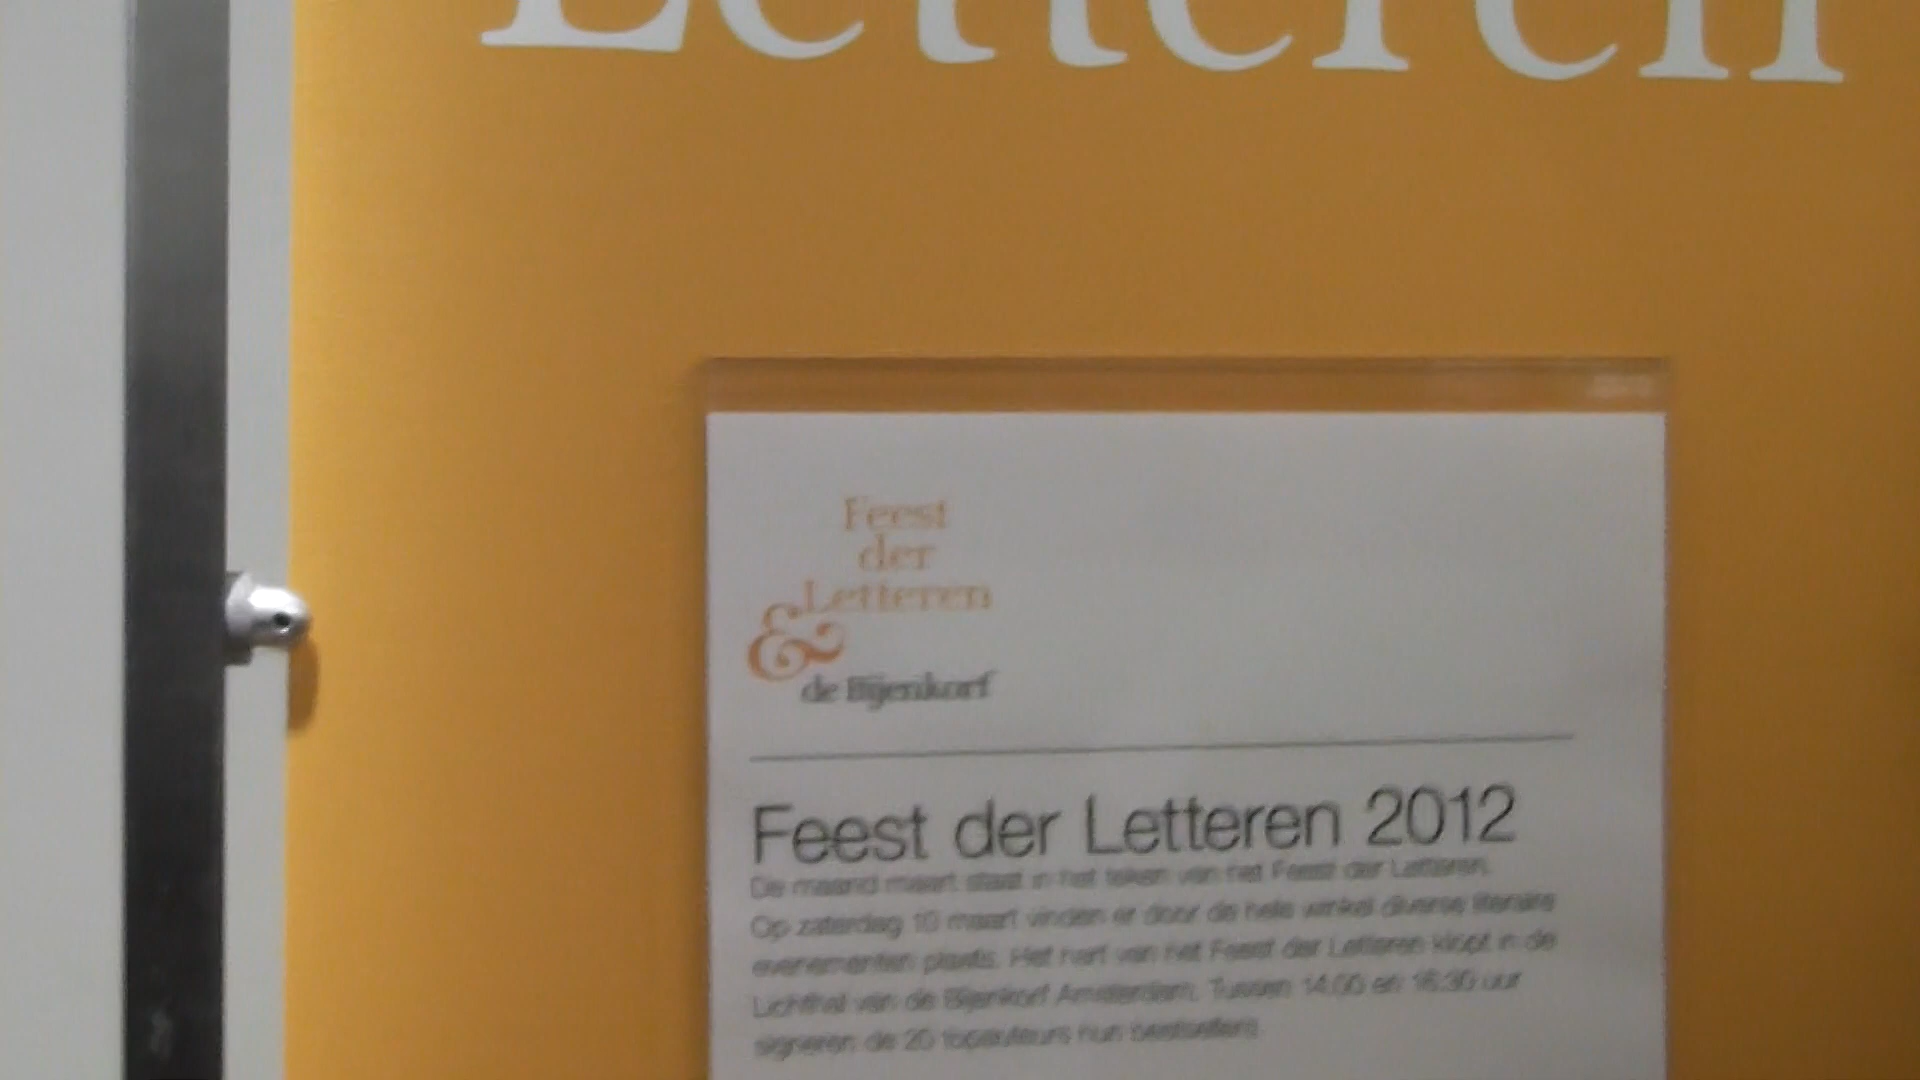 Letteren
Feest
der
Letteren
&
de Bijenkorf
Feest der Letteren 2012
De maand maart staat in het teken van het Feest der Letteren.
Op zaterdag 10 maart vinden er door de hele winkel diverse literaire
evenementen plaats. Het hart van het Feest der Letteren klopt in de
Lichthal van de Bijenkorf Amsterdam. Tussen 14.00 en 16.30 uur
signeren de 20 topauteurs hun bestsellers